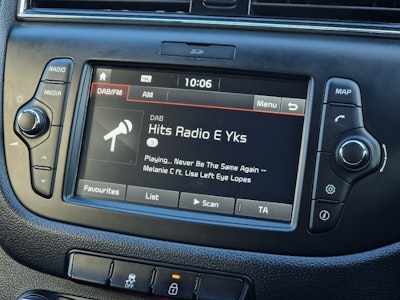 RADIO
MEDIA
10:06
MAP
DAB/FM
AM
Menu
DAB
Hits Radio E Yks
Playing.. Never Be The Same Again --
Melanie C ft. Lisa Left Eye Lopes
Favourites
List
Scan
TA